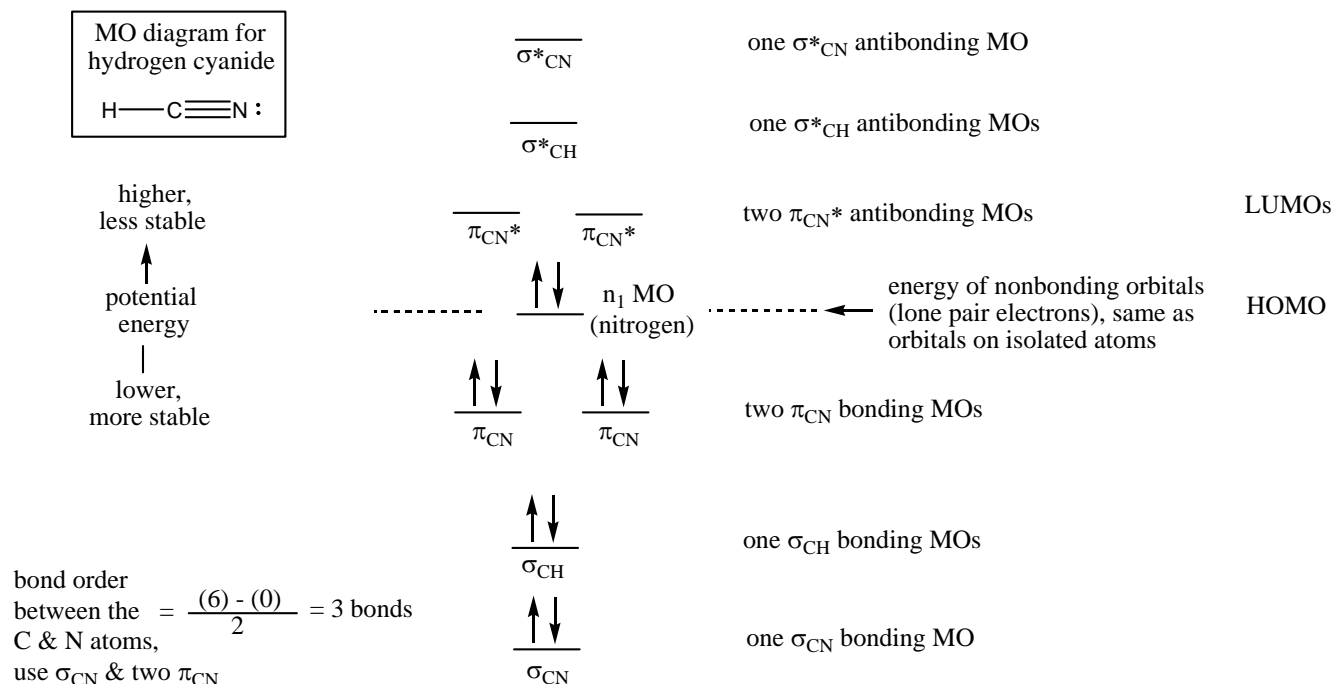 MO diagram for
hydrogen cyanide
H C N :
σ*CN
one σ*CN antibonding MO
σ*CH
one σ*CH antibonding MOs
higher,
less stable
potential
energy
lower,
more stable
πCN* πCN*
two πCN* antibonding MOs
LUMOs
n1 MO
(nitrogen)
energy of nonbonding orbitals
(lone pair electrons), same as
orbitals on isolated atoms
HOMO
πCN πCN
two πCN bonding MOs
σCH
one σCH bonding MOs
σCN
one σCN bonding MO
bond order
between the = (6) - (0) / 2 = 3 bonds
C & N atoms,
use σCN & two πCN